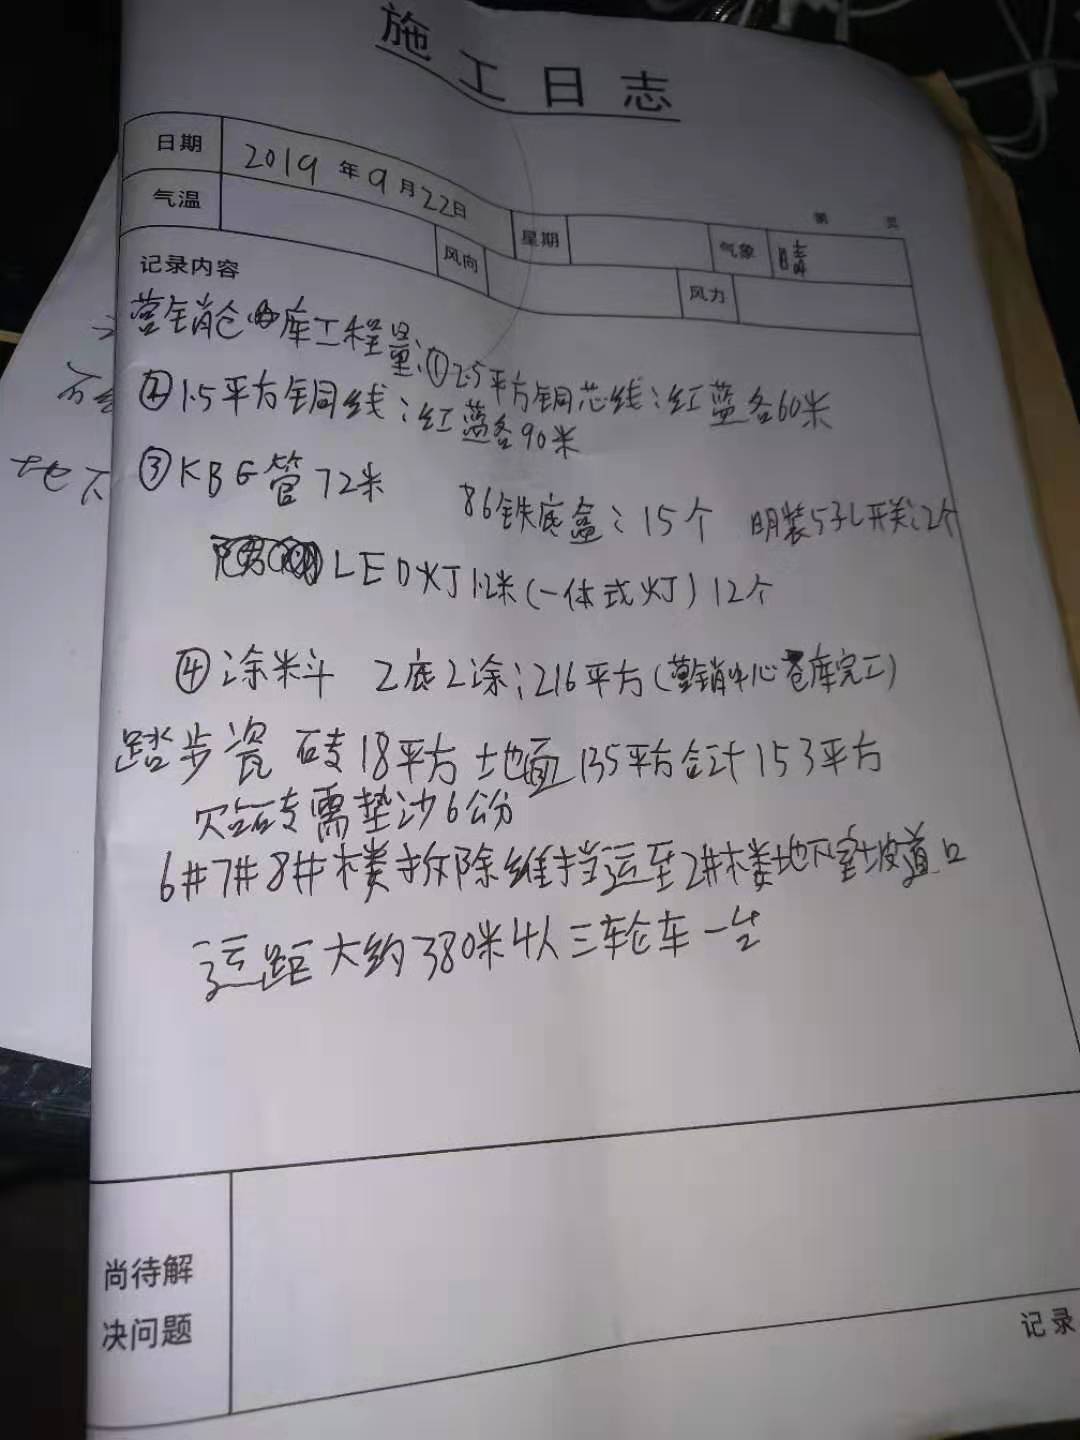 施工日志
第 页
日期 2019年9月22日 星期 气象 晴
气温 风向 风力
记录内容
营销仓库工程量:①2.5平方铜芯线:红蓝各60米
②1.5平方铜线:红蓝各90米
③KBG管72米 86铁底盒:15个 明装5孔开关:2个
LED灯1.2米(一体式灯)12个
④涂料 2底2涂:216平方(营销中心仓库完工)
踏步瓷砖18平方 地面135平方合计153平方
砖需垫沙6公分
6#7#8#楼拆除维挡运至2#楼地下室坡道口
运距大约380米4人三轮车一台
尚待解
决问题
记录
地下